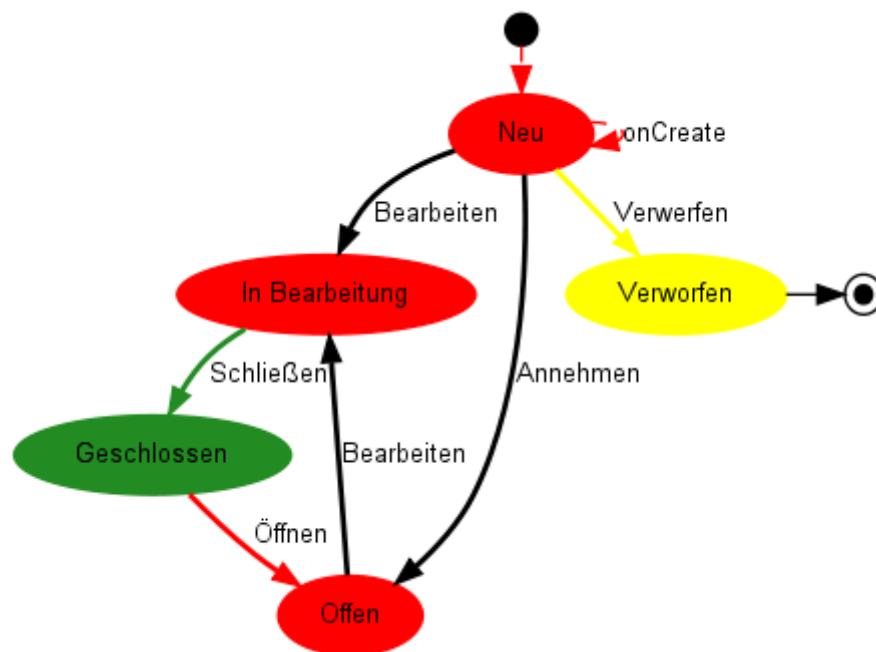 Neu
onCreate
Bearbeiten
Verwerfen
In Bearbeitung
Verworfen
Schließen
Annehmen
Geschlossen
Bearbeiten
Öffnen
Offen